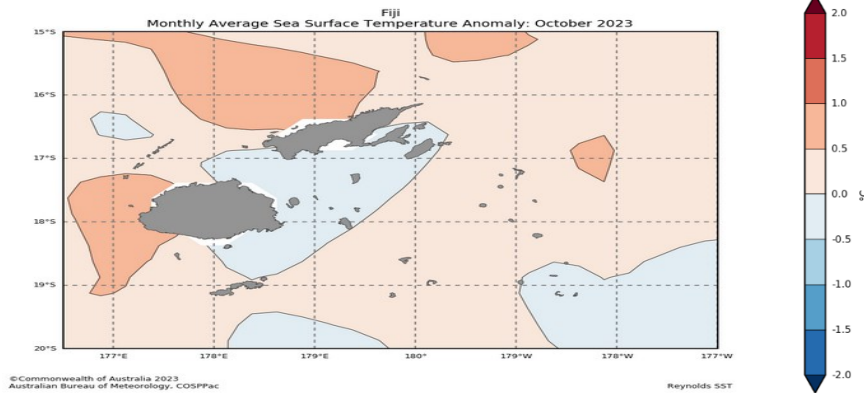 Fiji
Monthly Average Sea Surface Temperature Anomaly: October 2023
15°S
16°S
17°S
18°S
19°S
20°S
177°E
178°E
179°E
180°
179°W
178°W
177°W
2.0
1.5
1.0
0.5
0.0
-0.5
-1.0
-1.5
-2.0
°C
©Commonwealth of Australia 2023
Australian Bureau of Meteorology, COSPPac
Reynolds SST